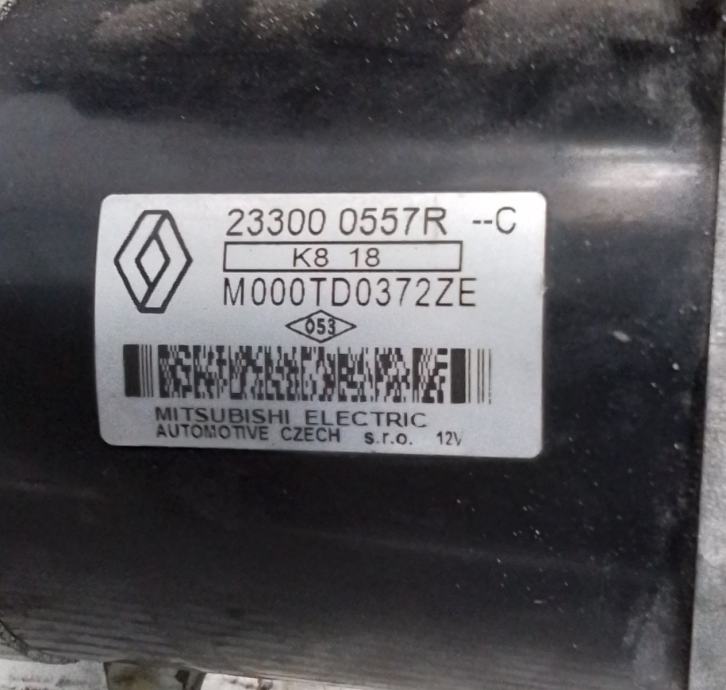 23300 0557R --C
K8 18
M000TD0372ZE
053
MITSUBISHI ELECTRIC
AUTOMOTIVE CZECH s.r.o. 12V